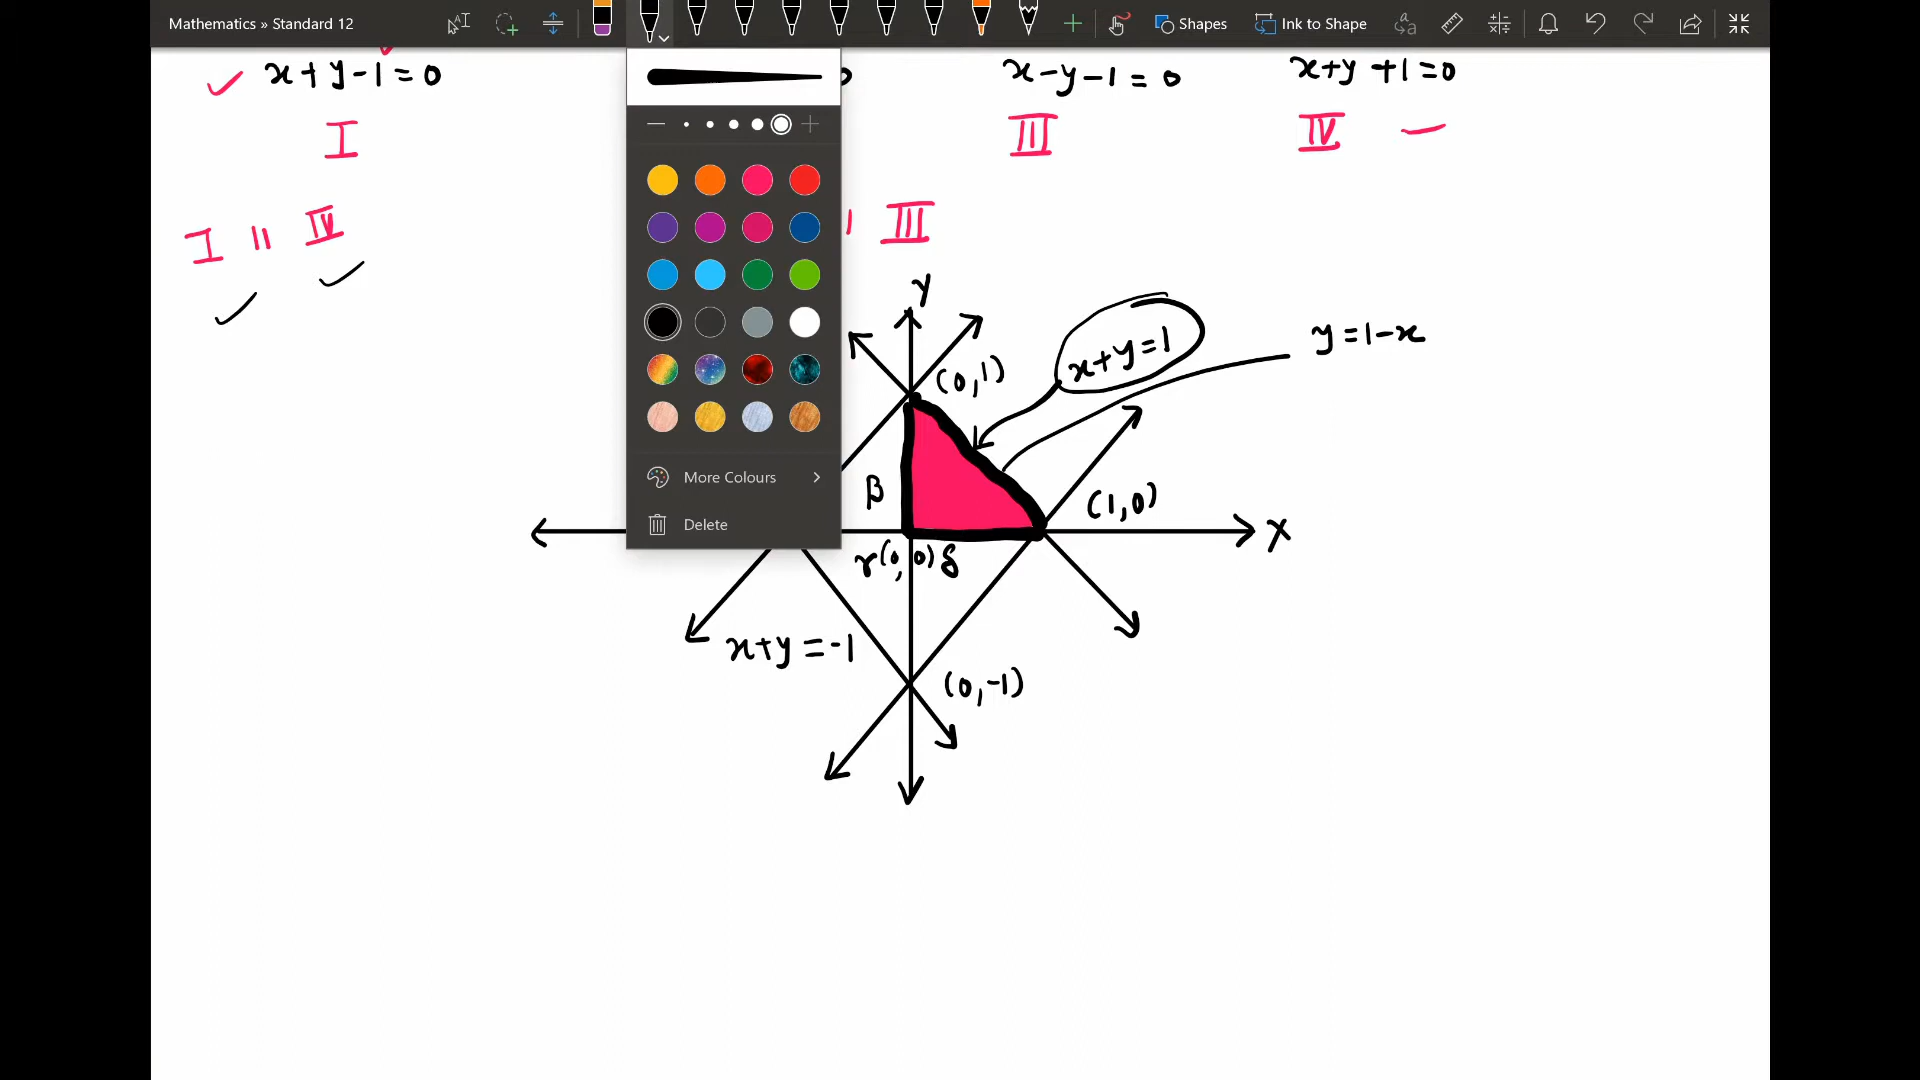 Mathematics » Standard 12
Shapes
Ink to Shape
x+y-1=0
x-y-1=0
x+y+1=0
I
III
IV -
I || IV
III
More Colours
Delete
Y
(0,1)
x+y=1
y=1-x
β
(1,0)
X
γ(0,0)δ
x+y=-1
(0,-1)